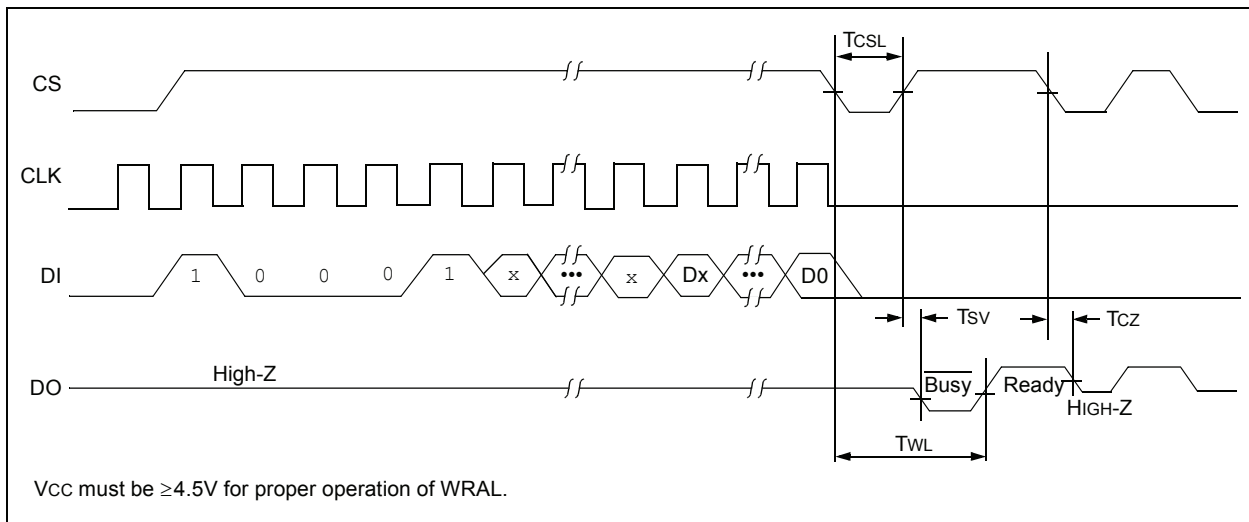 TCSL
CS
CLK
DI 1 0 0 0 1 x ••• x Dx ••• D0
TSV TCZ
DO High-Z Busy Ready
HIGH-Z
TWL
VCC must be ≥4.5V for proper operation of WRAL.